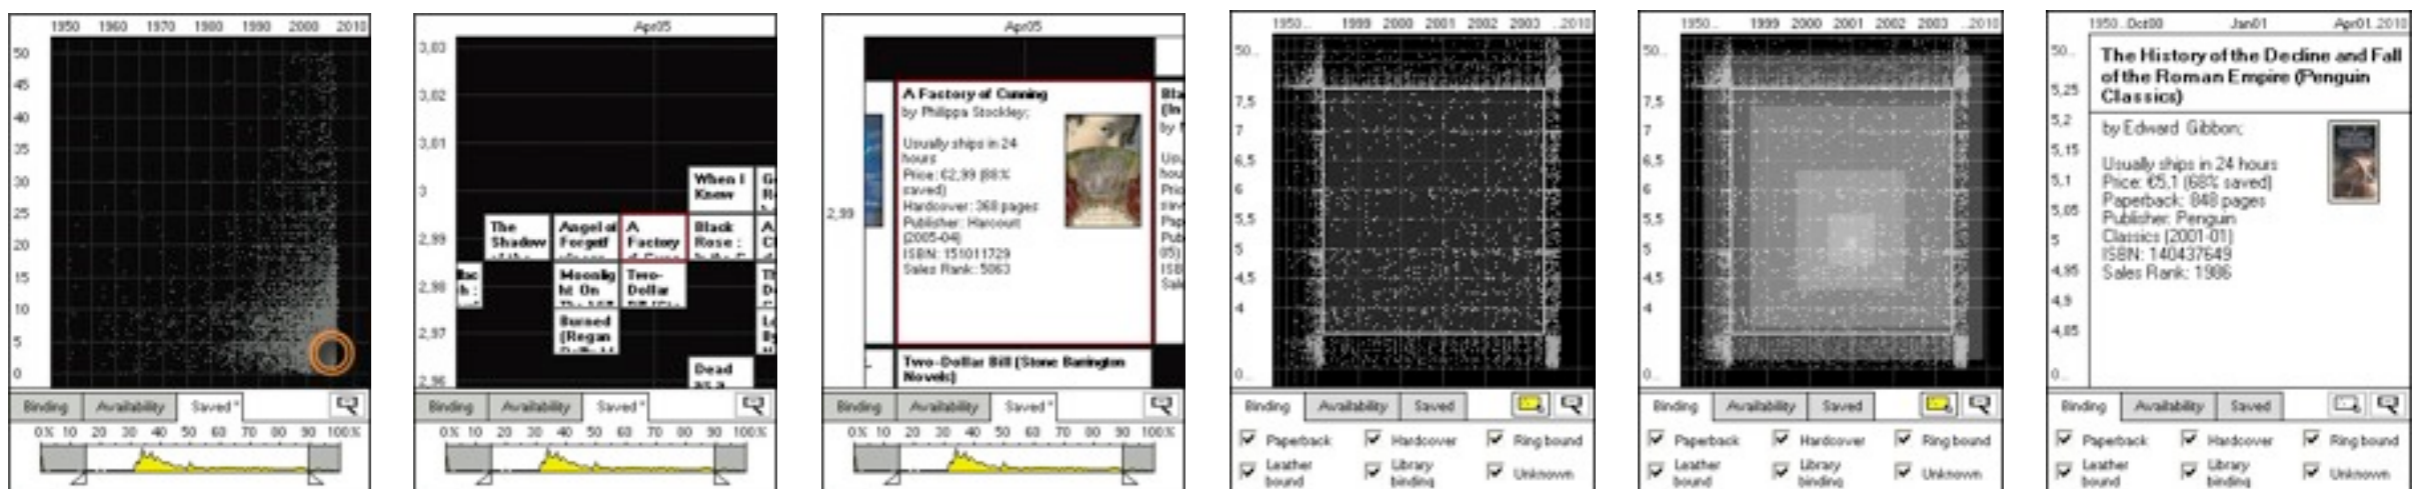 1950 1960 1970 1980 1990 2000 2010
50
45
40
35
30
25
20
15
10
5
0
Binding Availability Saved*
0% 10 20 30 40 50 60 70 80 90 100%
Apr05
3,03
3,02
3,01
3
2,99
2,98
2,97
2,96
When I
Knew
The
Shadow
of the
Angel of
Forgetf
A
Factory
Black
Rose :
Moonlig
ht On
Two-
Dollar
Burned
(Regan
Dead
as a
Binding Availability Saved*
0% 10 20 30 40 50 60 70 80 90 100%
Apr05
2,99
A Factory of Cunning
by Philippa Stockley;
Usually ships in 24
hours
Price: €2,99 (88%
saved)
Hardcover: 368 pages
Publisher: Harcourt
(2005-04)
ISBN: 151011729
Sales Rank: 5063
Two-Dollar Bill (Stone Barrington
Novels)
Binding Availability Saved*
0% 10 20 30 40 50 60 70 80 90 100%
1950.. 1999 2000 2001 2002 2003 ..2010
50..
7,5
7
6,5
6
5,5
5
4,5
4
0..
Binding Availability Saved
Paperback Hardcover Ring bound
Leather
bound
Library
binding
Unknown
1950.. 1999 2000 2001 2002 2003 ..2010
50..
7,5
7
6,5
6
5,5
5
4,5
4
0..
Binding Availability Saved
Paperback Hardcover Ring bound
Leather
bound
Library
binding
Unknown
1950..Oct00 Jan01 Apr01..2010
50..
5,25
5,2
5,15
5,1
5,05
5
4,95
4,9
4,85
0..
The History of the Decline and Fall
of the Roman Empire (Penguin
Classics)
by Edward Gibbon;
Usually ships in 24 hours
Price: €5,1 (68% saved)
Paperback: 848 pages
Publisher: Penguin
Classics (2001-01)
ISBN: 140437649
Sales Rank: 1986
Binding Availability Saved
Paperback Hardcover Ring bound
Leather
bound
Library
binding
Unknown